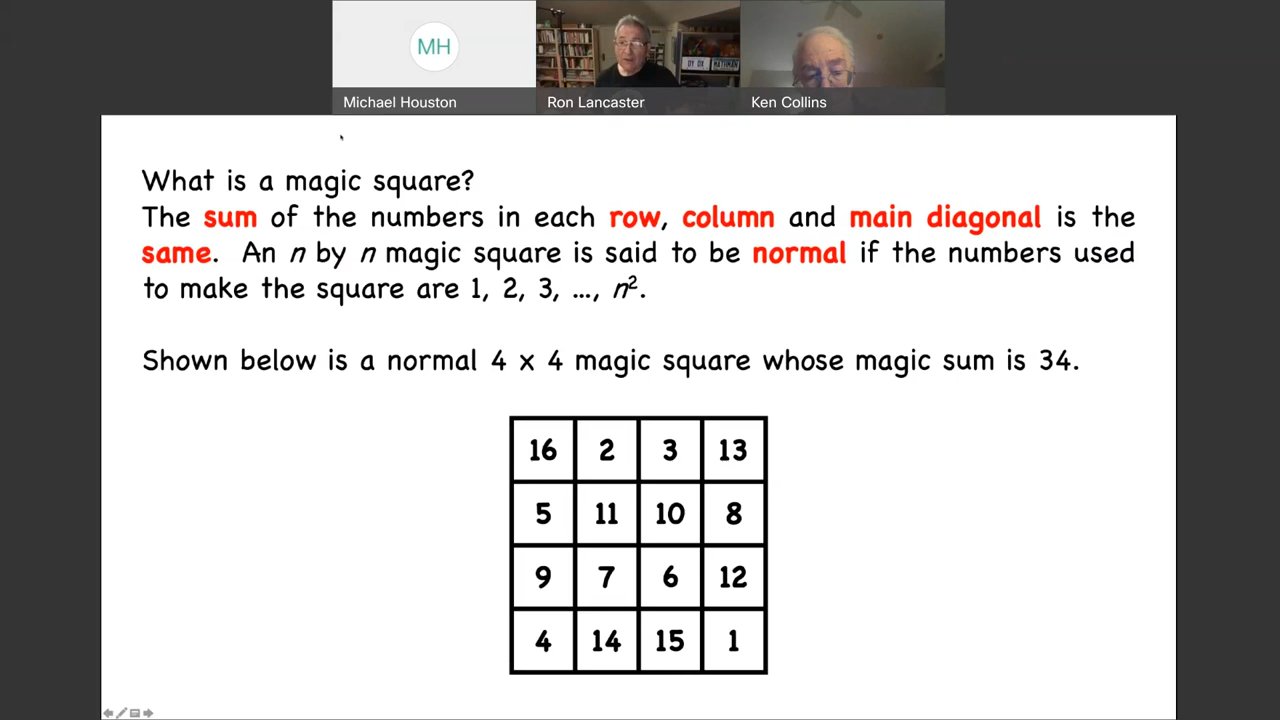 MH
Michael Houston
Ron Lancaster
DY DX
MATHMAN
Ken Collins
What is a magic square?
The sum of the numbers in each row, column and main diagonal is the
same. An n by n magic square is said to be normal if the numbers used
to make the square are 1, 2, 3, ..., n².
Shown below is a normal 4 x 4 magic square whose magic sum is 34.
16 2 3 13
5 11 10 8
9 7 6 12
4 14 15 1